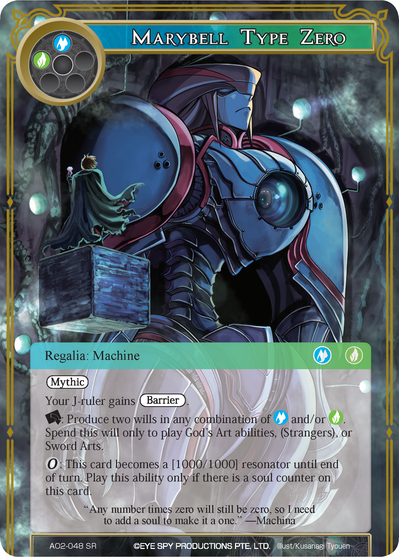 Marybell Type Zero
Regalia: Machine
Mythic
Your J-ruler gains Barrier.
: Produce two wills in any combination of and/or .
Spend this will only to play God's Art abilities, (Strangers), or
Sword Arts.
0: This card becomes a [1000/1000] resonator until end
of turn. Play this ability only if there is a soul counter on
this card.
"Any number times zero will still be zero, so I need
to add a soul to make it a one." —Machina
A02-048 SR ©EYE SPY PRODUCTIONS PTE. LTD. Illust/Kusanagi Tyouen